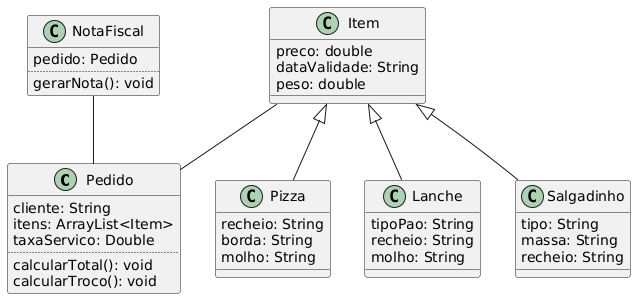 C NotaFiscal
pedido: Pedido
gerarNota(): void
C Item
preco: double
dataValidade: String
peso: double
C Pedido
cliente: String
itens: ArrayList<Item>
taxaServico: Double
calcularTotal(): void
calcularTroco(): void
C Pizza
recheio: String
borda: String
molho: String
C Lanche
tipoPao: String
recheio: String
molho: String
C Salgadinho
tipo: String
massa: String
recheio: String